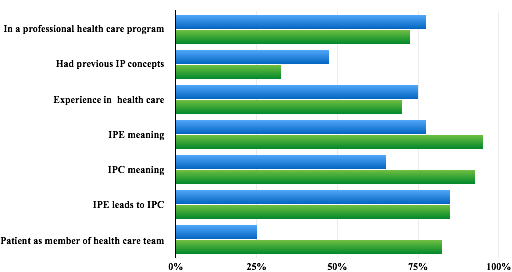 In a professional health care program
Had previous IP concepts
Experience in health care
IPE meaning
IPC meaning
IPE leads to IPC
Patient as member of health care team
0% 25% 50% 75% 100%